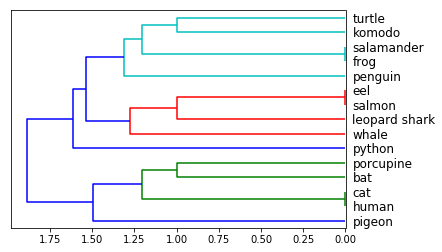 turtle
komodo
salamander
frog
penguin
eel
salmon
leopard shark
whale
python
porcupine
bat
cat
human
pigeon
1.75 1.50 1.25 1.00 0.75 0.50 0.25 0.00